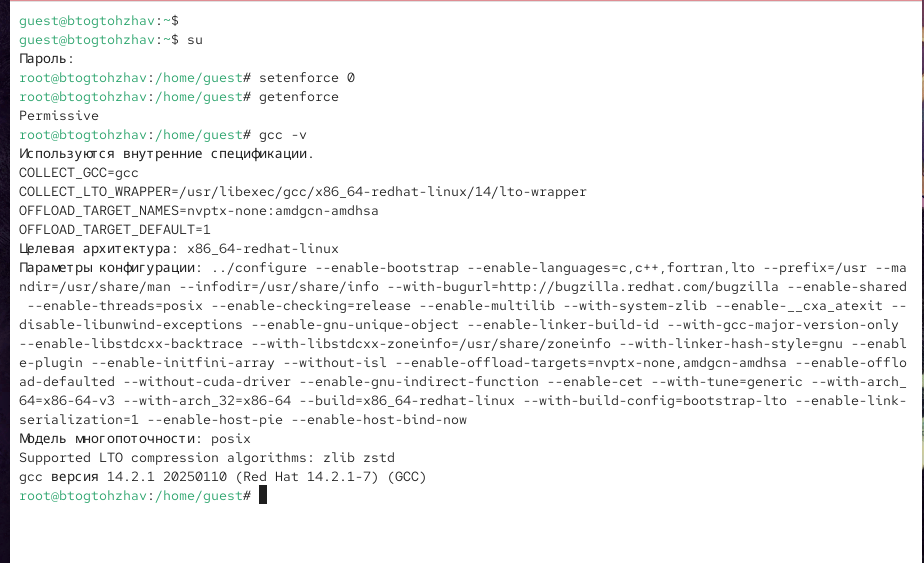 guest@btogtohzhav:~$
guest@btogtohzhav:~$ su
Пароль:
root@btogtohzhav:/home/guest# setenforce 0
root@btogtohzhav:/home/guest# getenforce
Permissive
root@btogtohzhav:/home/guest# gcc -v
Используются внутренние спецификации.
COLLECT_GCC=gcc
COLLECT_LTO_WRAPPER=/usr/libexec/gcc/x86_64-redhat-linux/14/lto-wrapper
OFFLOAD_TARGET_NAMES=nvptx-none:amdgcn-amdhsa
OFFLOAD_TARGET_DEFAULT=1
Целевая архитектура: x86_64-redhat-linux
Параметры конфигурации: ../configure --enable-bootstrap --enable-languages=c,c++,fortran,lto --prefix=/usr --ma
ndir=/usr/share/man --infodir=/usr/share/info --with-bugurl=http://bugzilla.redhat.com/bugzilla --enable-shared
 --enable-threads=posix --enable-checking=release --enable-multilib --with-system-zlib --enable-__cxa_atexit --
disable-libunwind-exceptions --enable-gnu-unique-object --enable-linker-build-id --with-gcc-major-version-only
--enable-libstdcxx-backtrace --with-libstdcxx-zoneinfo=/usr/share/zoneinfo --with-linker-hash-style=gnu --enabl
e-plugin --enable-initfini-array --without-isl --enable-offload-targets=nvptx-none,amdgcn-amdhsa --enable-offlo
ad-defaulted --without-cuda-driver --enable-gnu-indirect-function --enable-cet --with-tune=generic --with-arch_
64=x86-64-v3 --with-arch_32=x86-64 --build=x86_64-redhat-linux --with-build-config=bootstrap-lto --enable-link-
serialization=1 --enable-host-pie --enable-host-bind-now
Модель многопоточности: posix
Supported LTO compression algorithms: zlib zstd
gcc версия 14.2.1 20250110 (Red Hat 14.2.1-7) (GCC)
root@btogtohzhav:/home/guest#